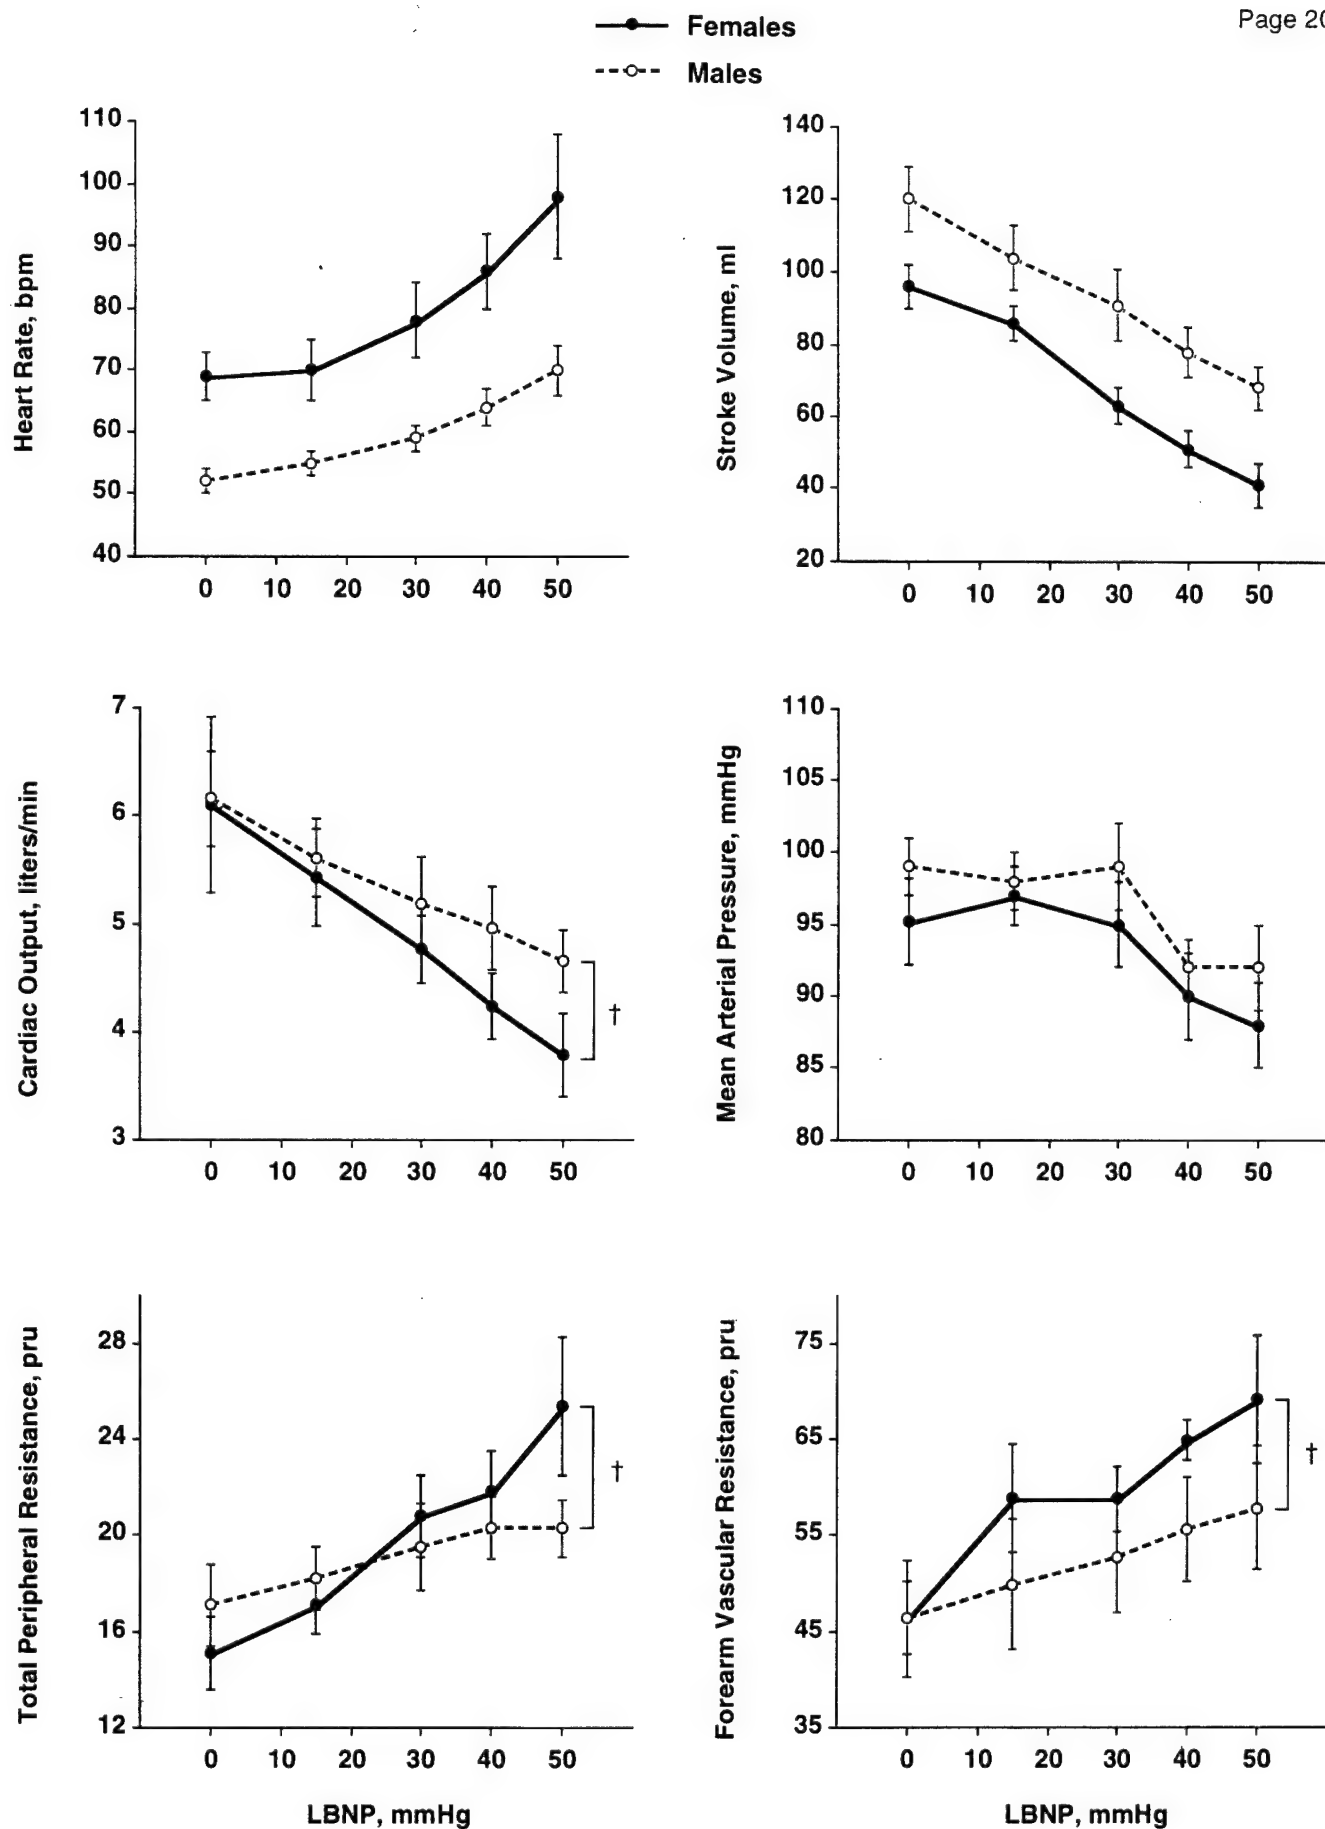 Page 20
Females
Males
Heart Rate, bpm
110
100
90
80
70
60
50
40
0 10 20 30 40 50
Stroke Volume, ml
140
120
100
80
60
40
20
0 10 20 30 40 50
Cardiac Output, liters/min
7
6
5
4
3
†
0 10 20 30 40 50
Mean Arterial Pressure, mmHg
110
105
100
95
90
85
80
0 10 20 30 40 50
Total Peripheral Resistance, pru
28
24
20
16
12
†
0 10 20 30 40 50
LBNP, mmHg
Forearm Vascular Resistance, pru
75
65
55
45
35
†
0 10 20 30 40 50
LBNP, mmHg